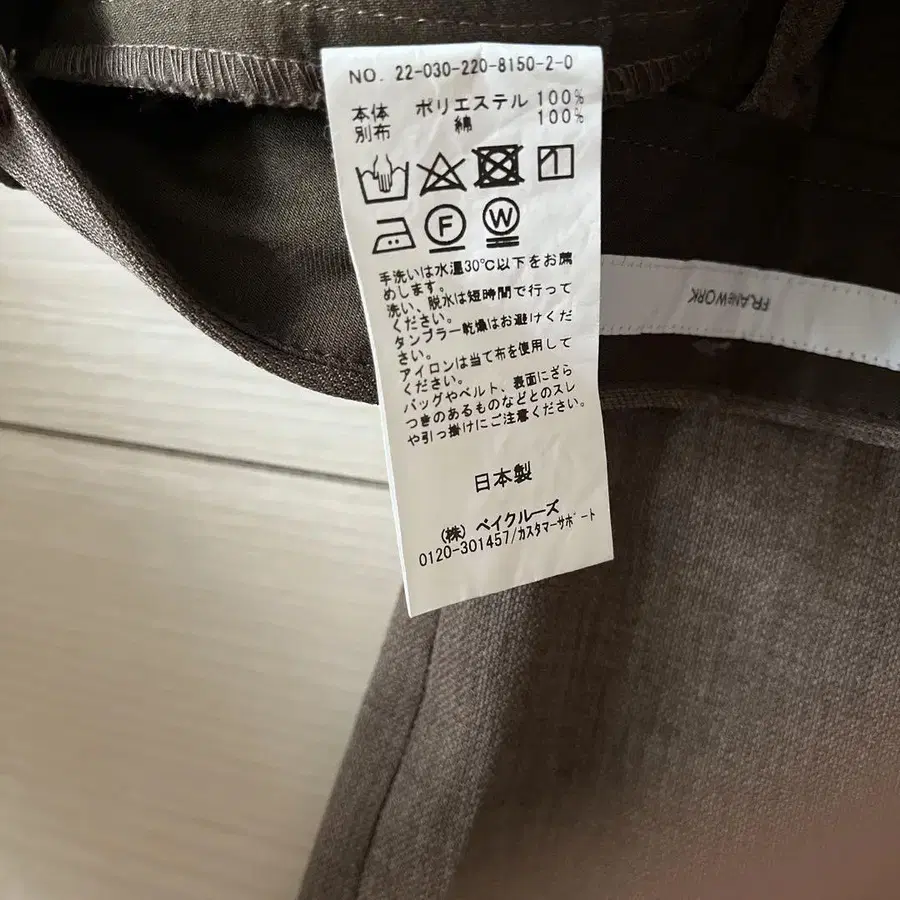 NO. 22-030-220-8150-2-0
本体 ポリエステル 100%
別布 綿 100%
F W
手洗いは水温30℃以下をお薦
めします。
洗い、脱水は短時間で行って
ください。
タンブラー乾燥はお避けくだ
さい。
アイロンは当て布を使用して
ください。
バッグやベルト、表面にざら
つきのあるものなどとのスレ
や引っ掛けにご注意ください。
日本製
(株) ベイクルーズ
0120-301457/カスタマーサポート
FRAMeWORK